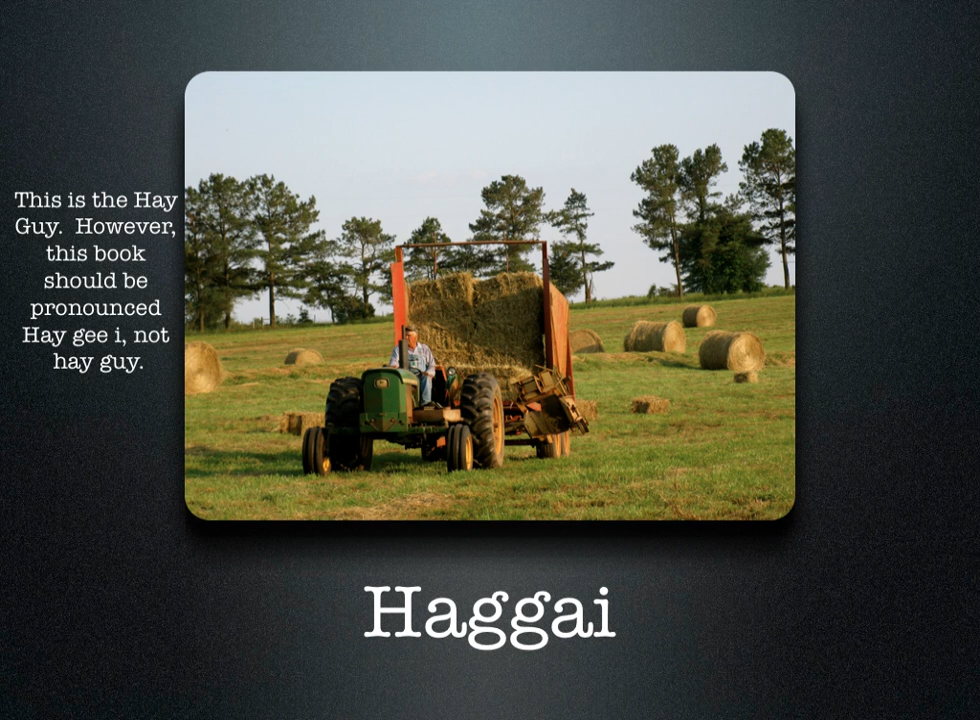 This is the Hay
Guy.  However,
this book
should be
pronounced
Hay gee i, not
hay guy.
Haggai